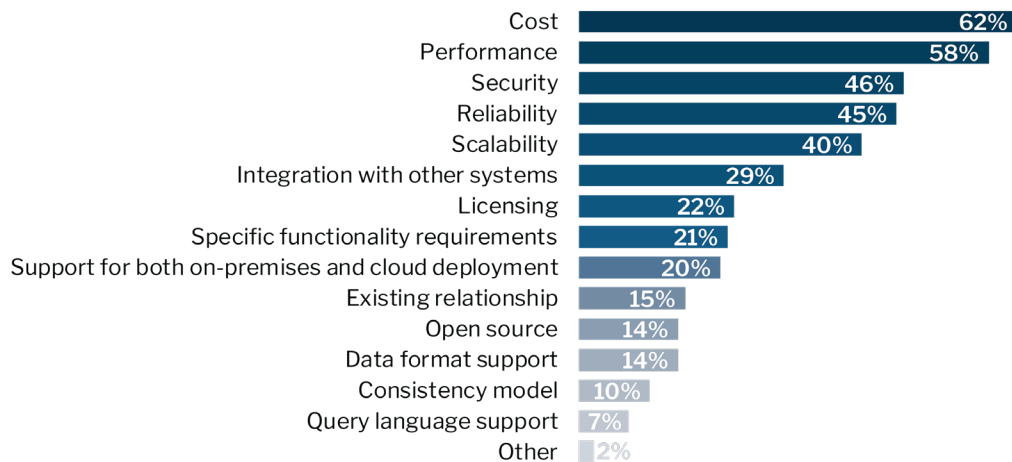 Cost 62%
Performance 58%
Security 46%
Reliability 45%
Scalability 40%
Integration with other systems 29%
Licensing 22%
Specific functionality requirements 21%
Support for both on-premises and cloud deployment 20%
Existing relationship 15%
Open source 14%
Data format support 14%
Consistency model 10%
Query language support 7%
Other 2%